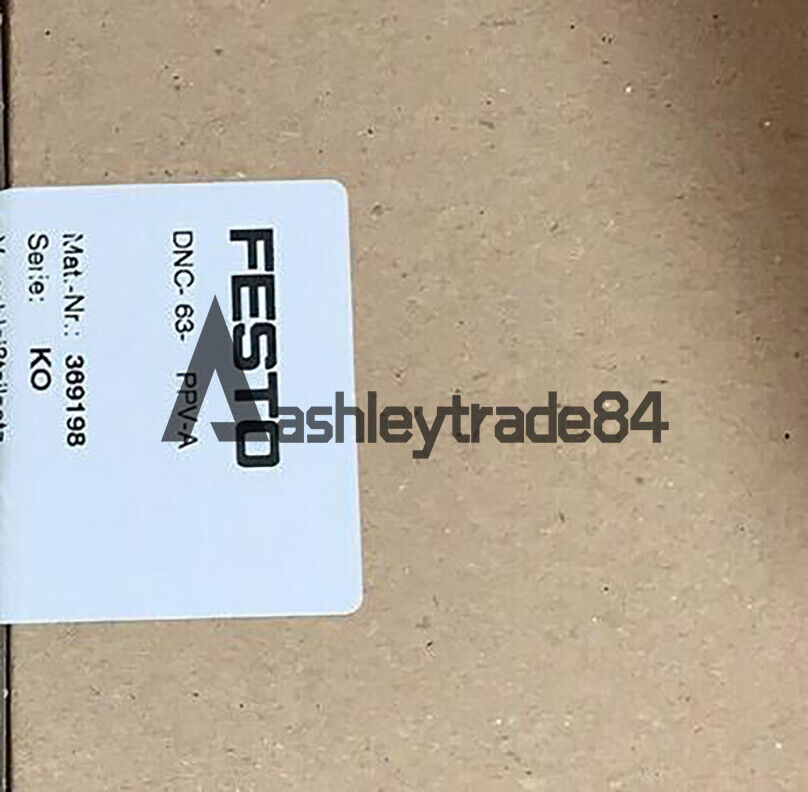 FESTO
DNC- 63- PPV-A
Mat.-Nr.: 369198
Serie: KO
ashleytrade84